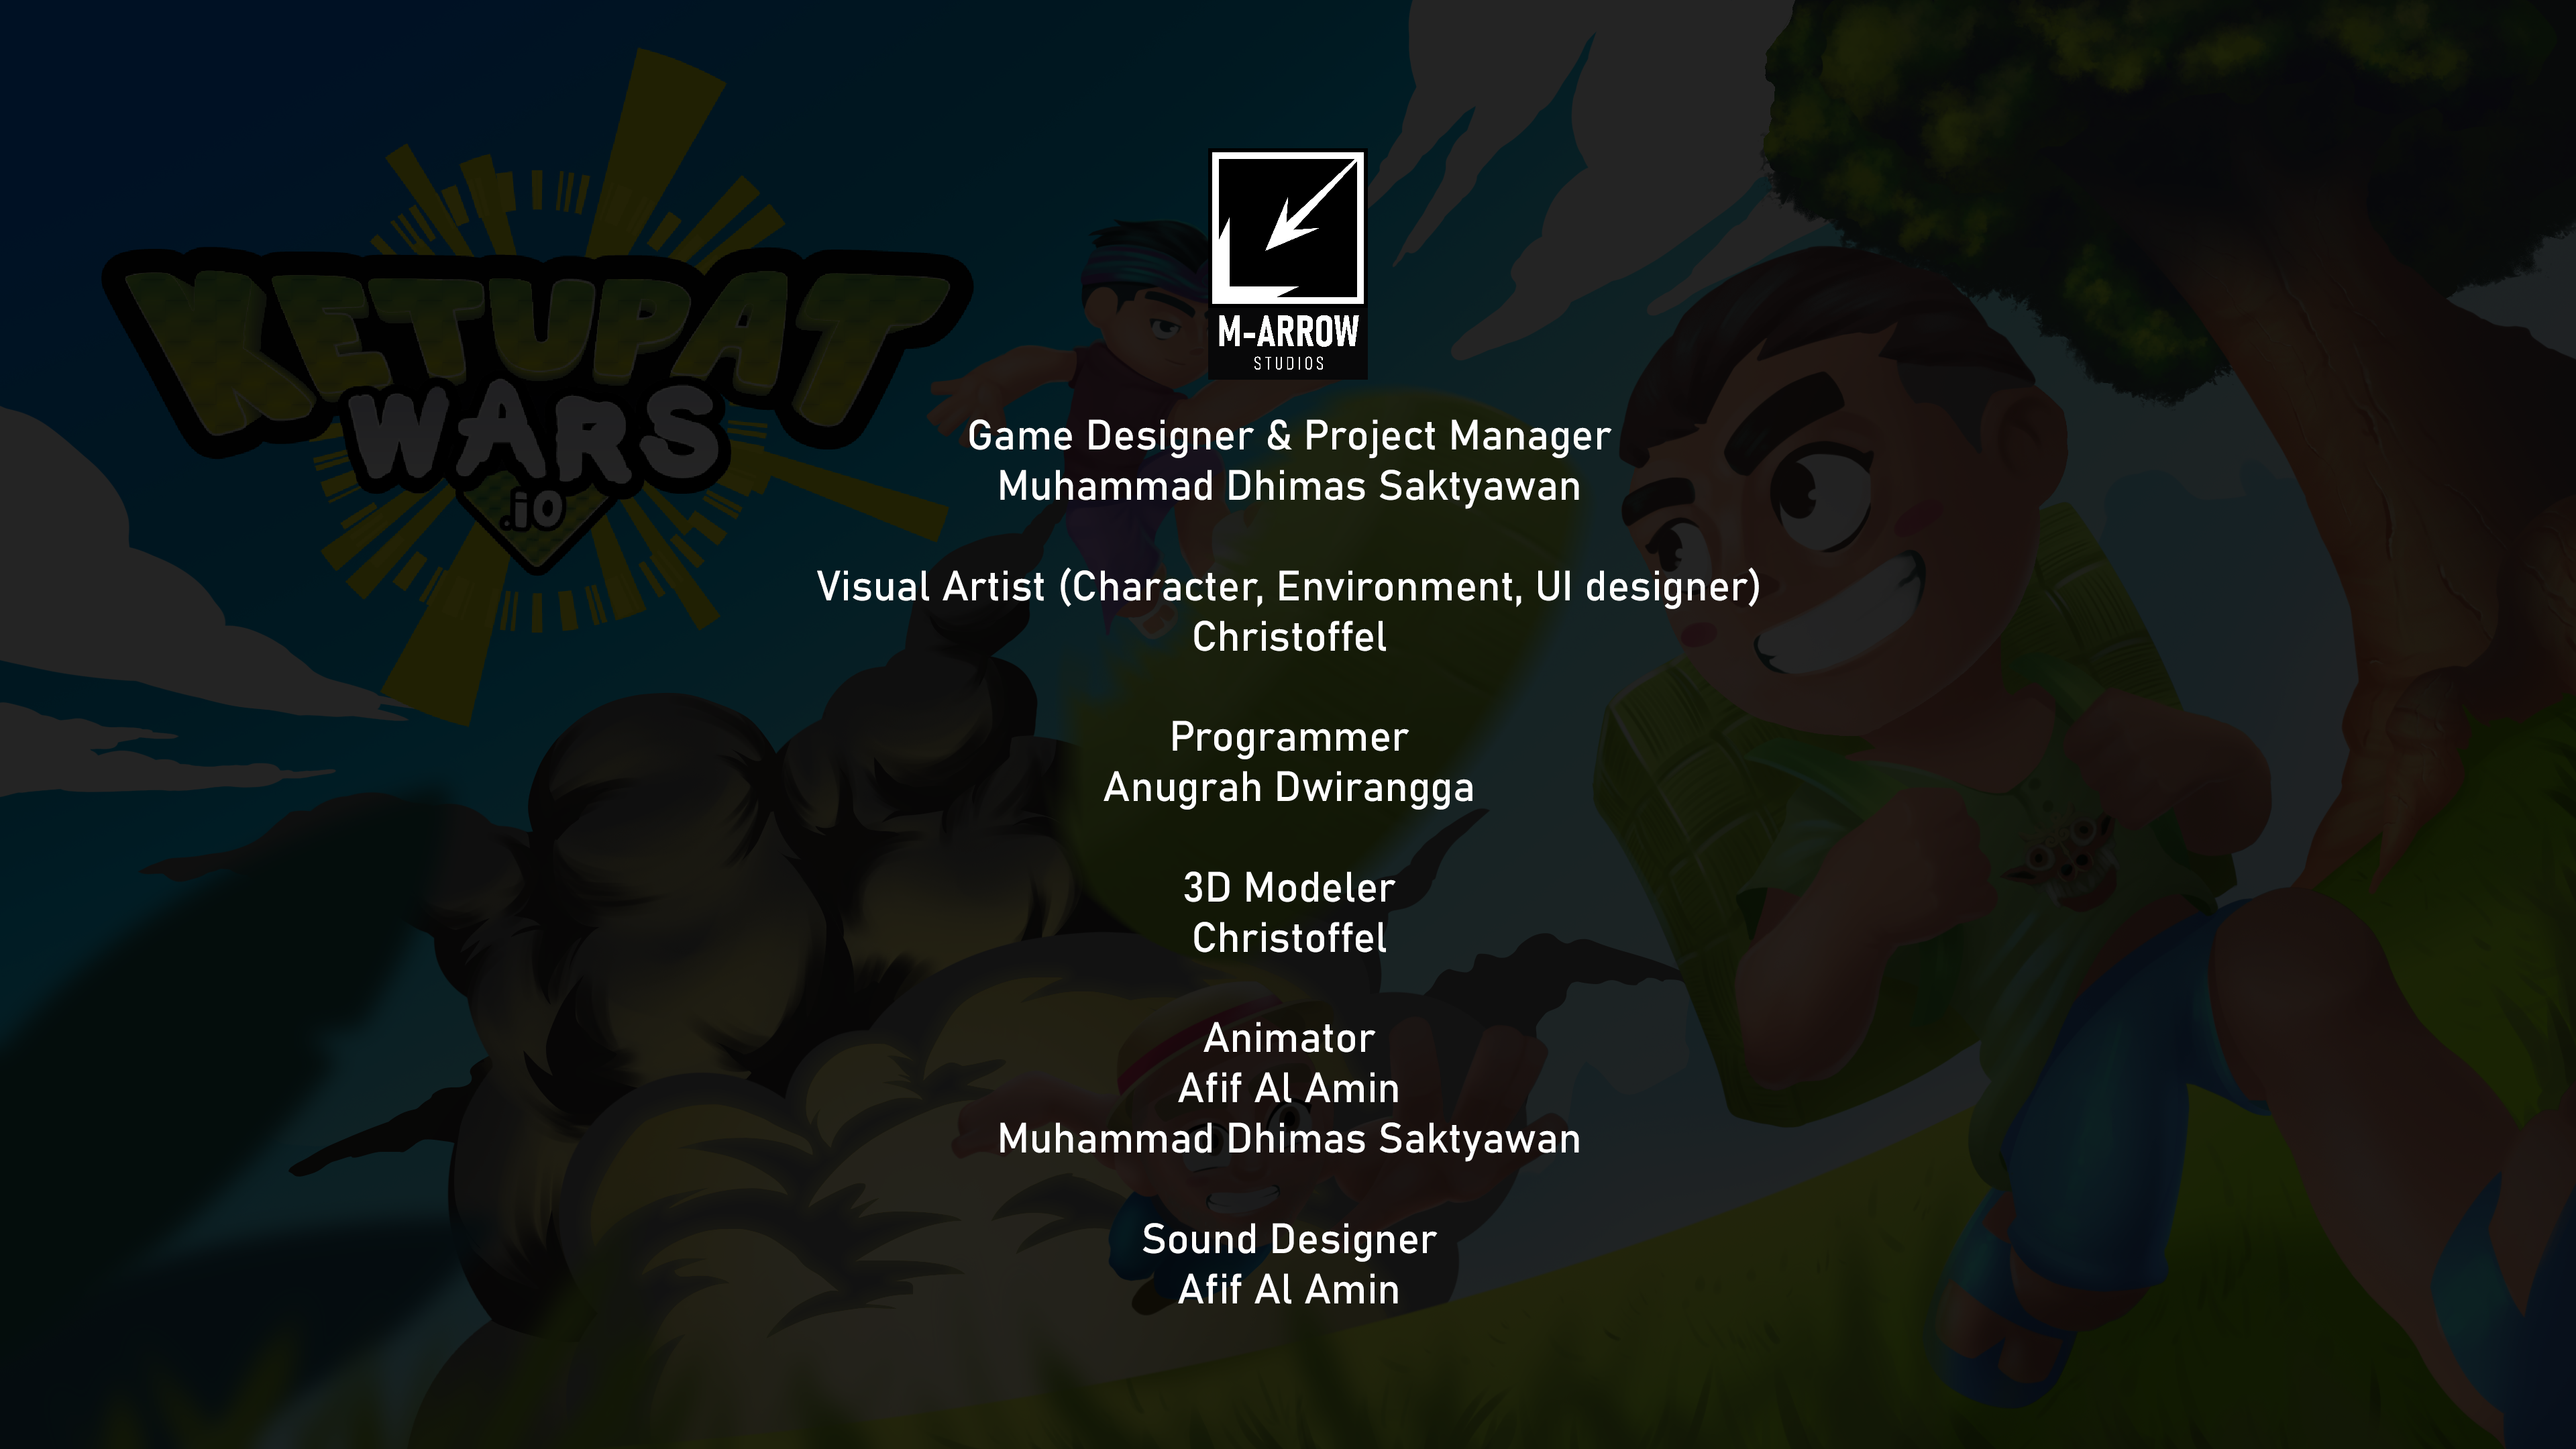 KETUPAT
WARS
.io
M-ARROW
STUDIOS
Game Designer & Project Manager
Muhammad Dhimas Saktyawan
Visual Artist (Character, Environment, UI designer)
Christoffel
Programmer
Anugrah Dwirangga
3D Modeler
Christoffel
Animator
Afif Al Amin
Muhammad Dhimas Saktyawan
Sound Designer
Afif Al Amin